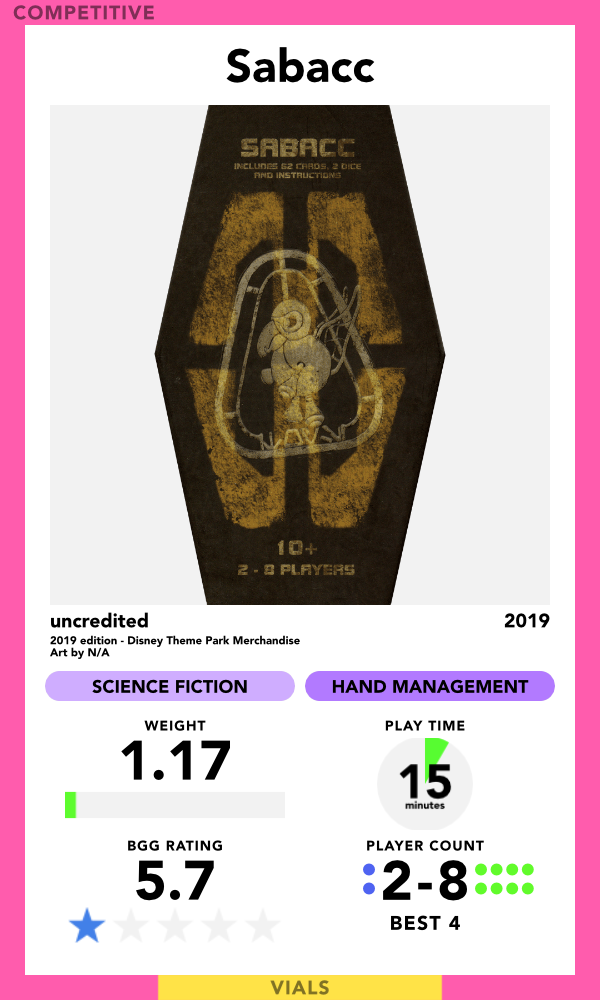 COMPETITIVE
Sabacc
SABACC
INCLUDES 62 CARDS, 2 DICE
AND INSTRUCTIONS
10+
2 - 8 PLAYERS
uncredited
2019
2019 edition - Disney Theme Park Merchandise
Art by N/A
SCIENCE FICTION
HAND MANAGEMENT
WEIGHT
1.17
PLAY TIME
15
minutes
BGG RATING
5.7
PLAYER COUNT
2-8
BEST 4
VIALS